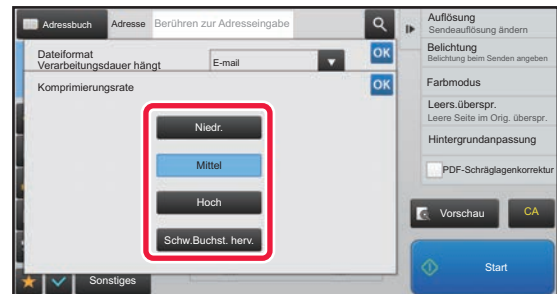 Adressbuch
Adresse
Berühren zur Adresseingabe
Dateiformat
Verarbeitungsdauer hängt
E-mail
OK
Komprimierungsrate
OK
Niedr.
Mittel
Hoch
Schw.Buchst. herv.
Sonstiges
Auflösung
Sendeauflösung ändern
Belichtung
Belichtung beim Senden angeben
Farbmodus
Leers.überspr.
Leere Seite im Orig. überspr.
Hintergrundanpassung
PDF-Schräglagenkorrektur
Vorschau
CA
Start